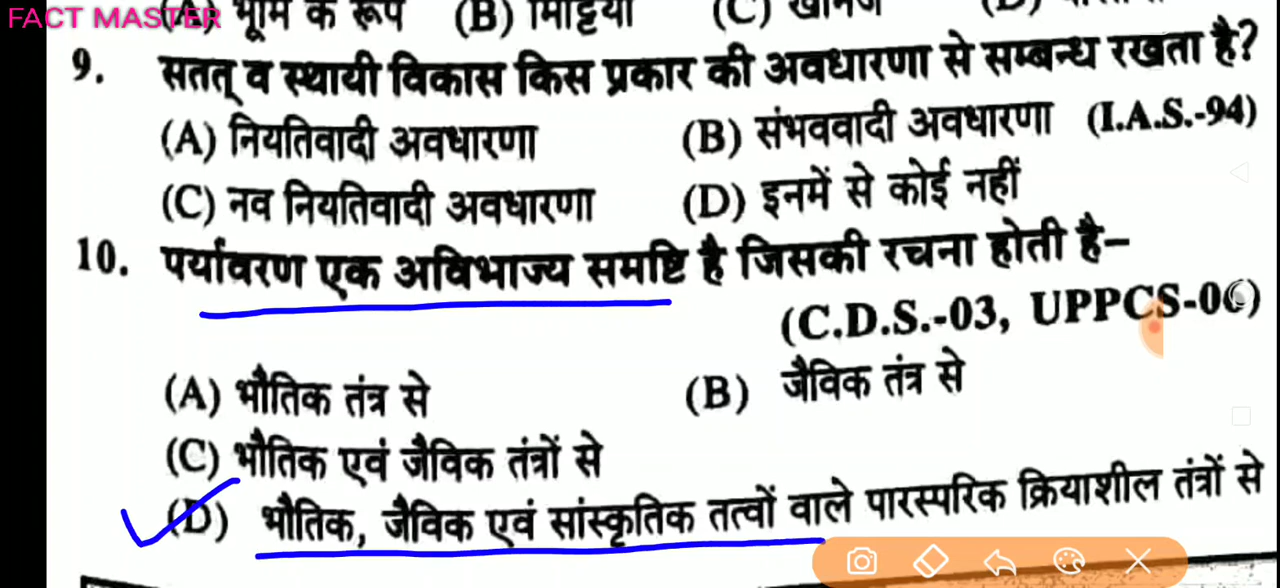 FACT MASTER
(A) भूमि के रूप (B) मिट्टियाँ (C) खनिज (D)
9. सतत् व स्थायी विकास किस प्रकार की अवधारणा से सम्बन्ध रखता है?
(A) नियतिवादी अवधारणा (B) संभववादी अवधारणा (I.A.S.-94)
(C) नव नियतिवादी अवधारणा (D) इनमें से कोई नहीं
10. पर्यावरण एक अविभाज्य समष्टि है जिसकी रचना होती है–
(C.D.S.-03, UPPCS-06)
(A) भौतिक तंत्र से (B) जैविक तंत्र से
(C) भौतिक एवं जैविक तंत्रों से
(D) भौतिक, जैविक एवं सांस्कृतिक तत्वों वाले पारस्परिक क्रियाशील तंत्रों से